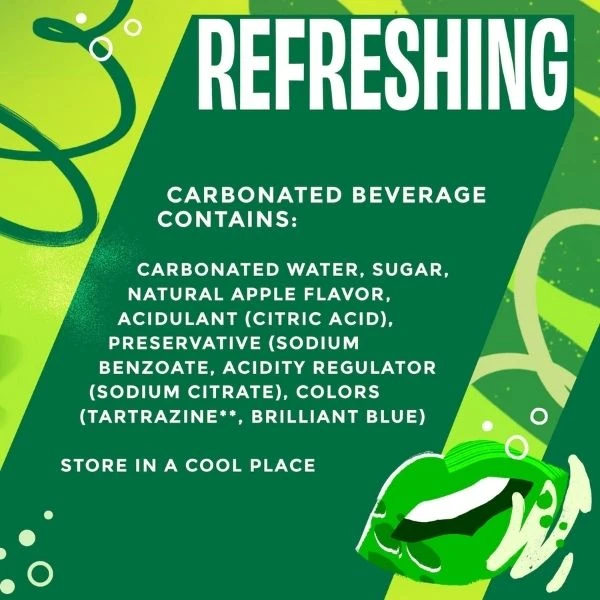 REFRESHING
CARBONATED BEVERAGE
CONTAINS:
CARBONATED WATER, SUGAR,
NATURAL APPLE FLAVOR,
ACIDULANT (CITRIC ACID),
PRESERVATIVE (SODIUM
BENZOATE, ACIDITY REGULATOR
(SODIUM CITRATE), COLORS
(TARTRAZINE**, BRILLIANT BLUE)
STORE IN A COOL PLACE